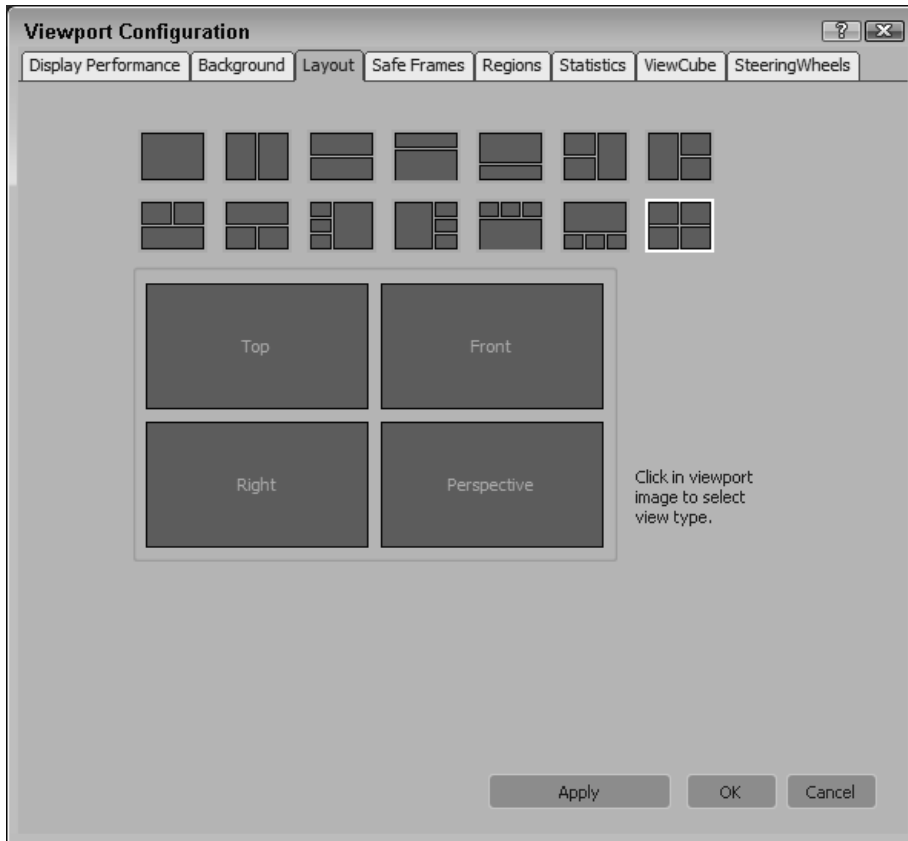 Viewport Configuration
Display Performance Background Layout Safe Frames Regions Statistics ViewCube SteeringWheels
Top Front
Right Perspective
Click in viewport
image to select
view type.
Apply OK Cancel